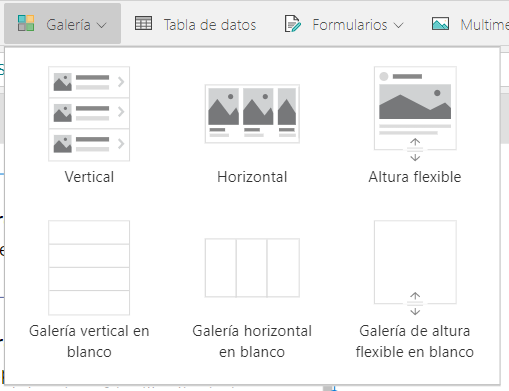 Galería
Tabla de datos
Formularios
Vertical
Horizontal
Altura flexible
Galería vertical en
blanco
Galería horizontal
en blanco
Galería de altura
flexible en blanco